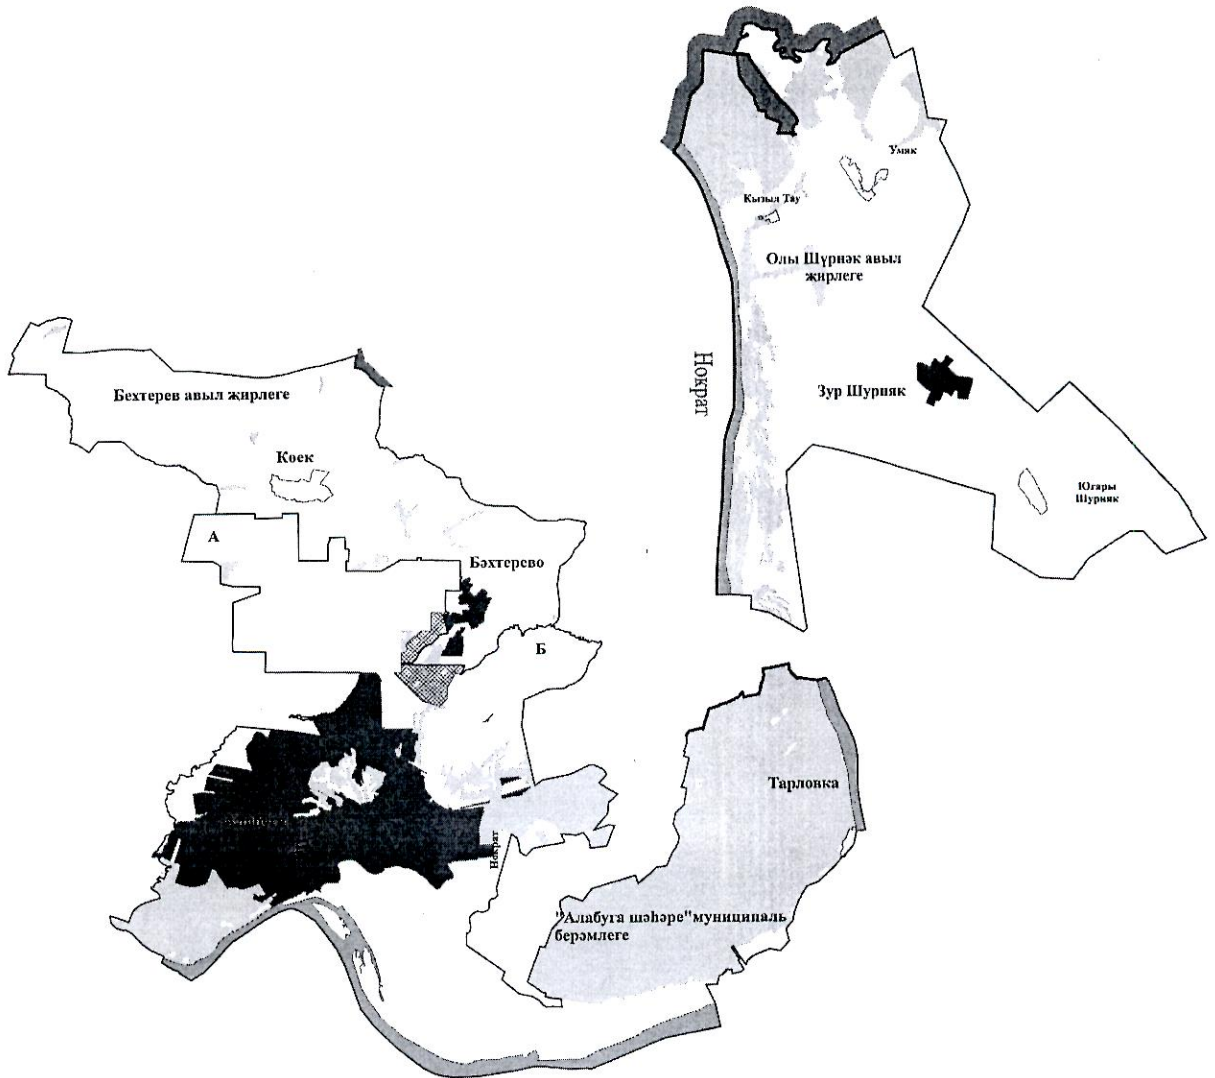 Умяк
Кызыл Тау
Олы Шүрнәк авыл
җирлеге
Нократ
Зур Шурняк
Югары
Шурняк
Бехтерев авыл җирлеге
Көек
А
Бәхтерево
Б
Тарловка
Нократ
"Алабуга шәһәре"муниципаль
берәмлеге